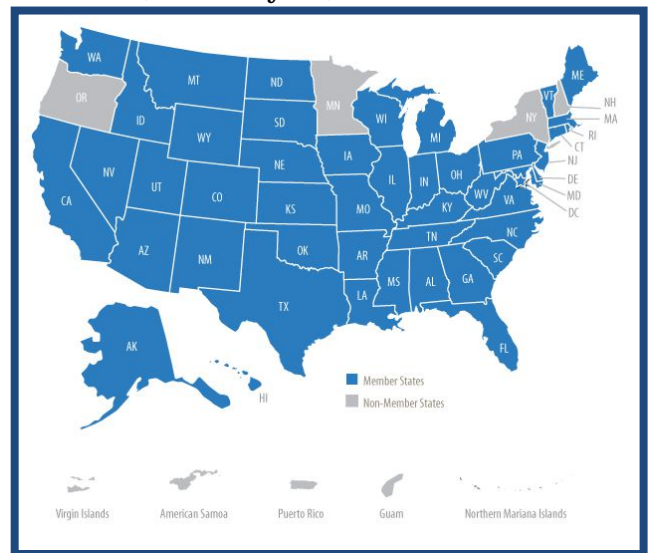 WA
MT
ND
MN
OR
ID
WY
SD
WI
MI
NY
VT
ME
NH
MA
RI
CT
NJ
DE
MD
DC
NV
UT
CO
NE
IA
IL
IN
OH
PA
WV
VA
CA
AZ
NM
KS
MO
KY
OK
AR
TN
NC
SC
TX
LA
MS
AL
GA
FL
AK
HI
Member States
Non-Member States
Virgin Islands
American Samoa
Puerto Rico
Guam
Northern Mariana Islands